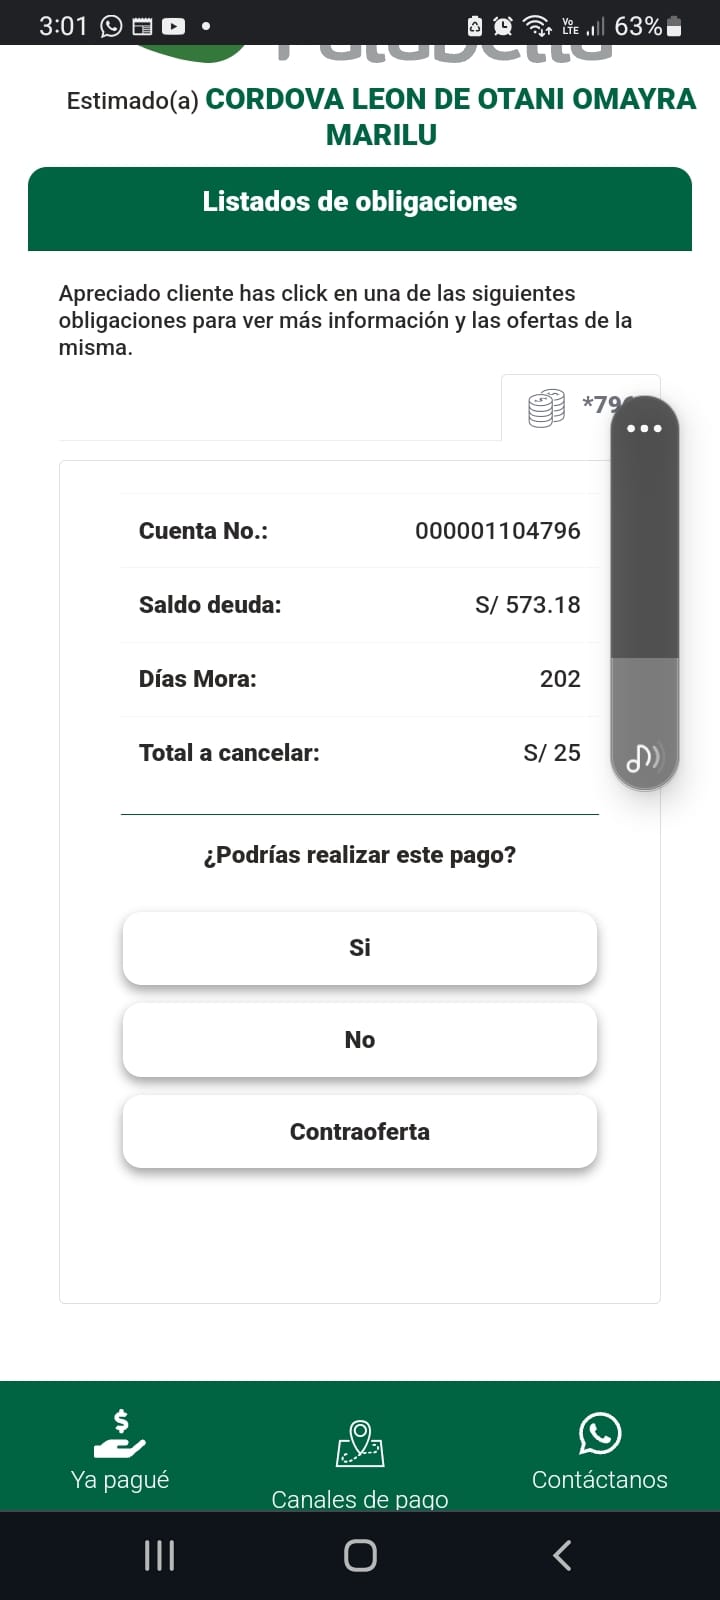 3:01
Vo LTE 63%
Estimado(a) CORDOVA LEON DE OTANI OMAYRA
MARILU
Listados de obligaciones
Apreciado cliente has click en una de las siguientes
obligaciones para ver más información y las ofertas de la
misma.
Cuenta No.: 000001104796
Saldo deuda: S/ 573.18
Días Mora: 202
Total a cancelar: S/ 25
¿Podrías realizar este pago?
Si
No
Contraoferta
Ya pagué
Canales de pago
Contáctanos